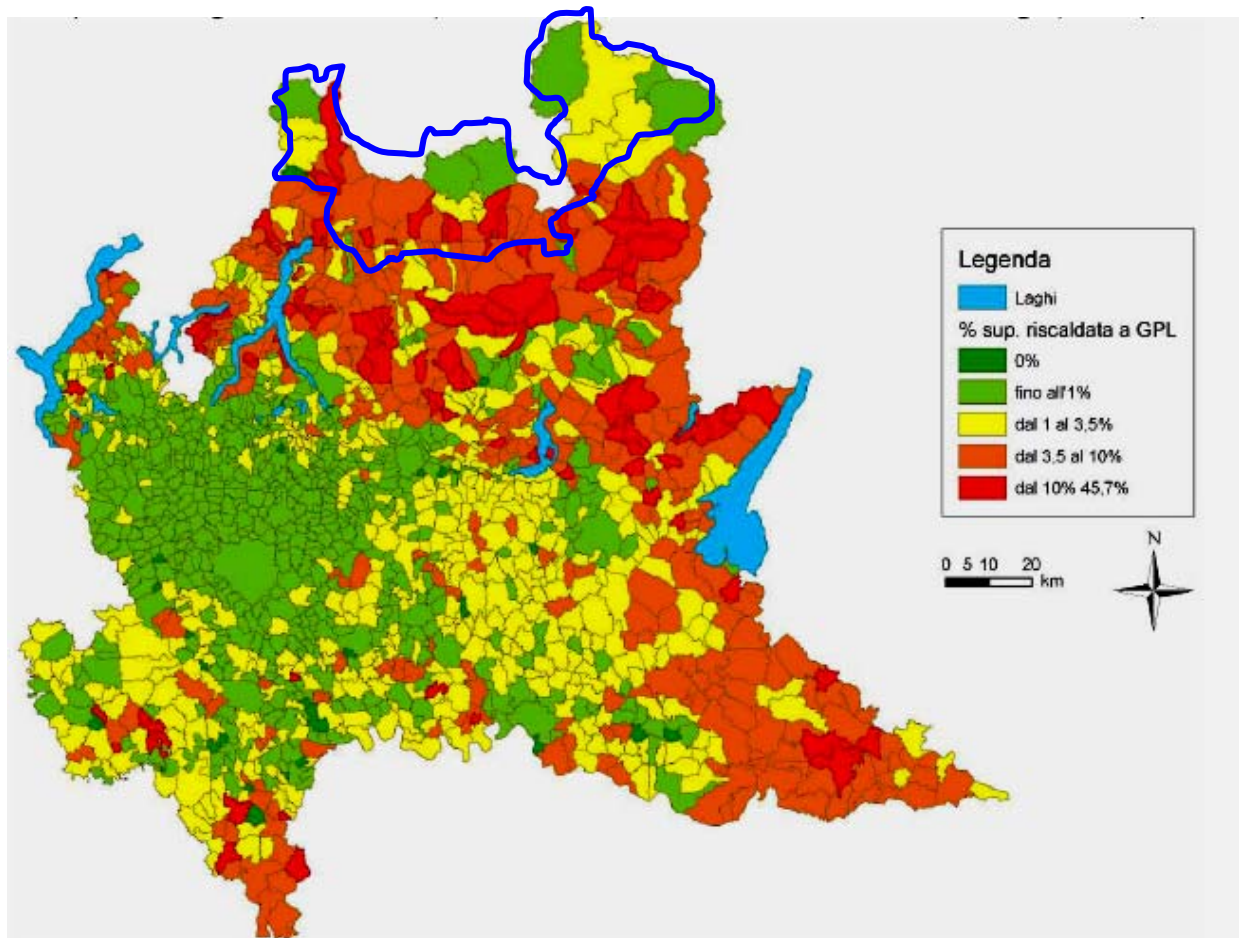 Legenda
Laghi
% sup. riscaldata a GPL
0%
fino all'1%
dal 1 al 3,5%
dal 3,5 al 10%
dal 10% 45,7%
N
0 5 10 20
km